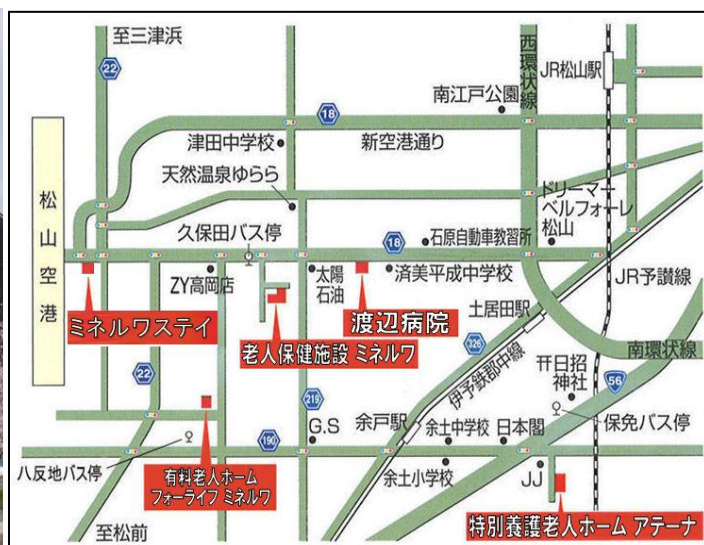 至三津浜
22
西環状線
JR松山駅
南江戸公園
18
津田中学校
新空港通り
天然温泉ゆらら
ドリーマー
ベルフォーレ
松山
松山空港
久保田バス停
18
石原自動車教習所
ZY高岡店
太陽
石油
済美平成中学校
JR予讃線
ミネルワステイ
老人保健施設 ミネルワ
渡辺病院
土居田駅
326
伊予鉄郡中線
南環状線
22
219
日招
神社
56
G.S
余戸駅
余土中学校
日本閣
保免バス停
190
八反地バス停
有料老人ホーム
フォーライフ ミネルワ
余土小学校
JJ
至松前
特別養護老人ホーム アテーナ